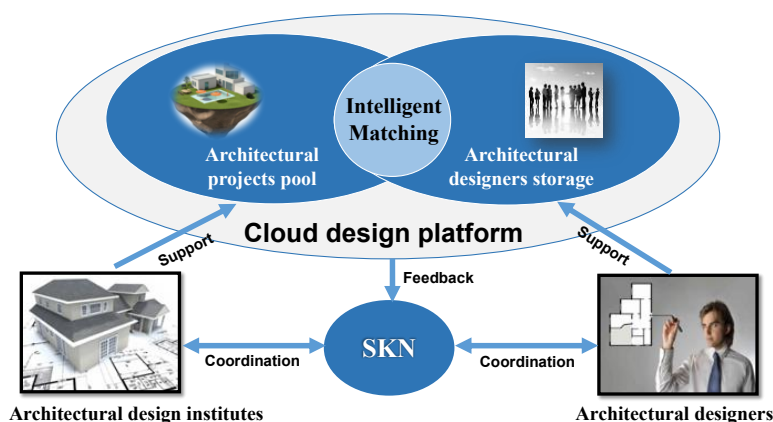 Intelligent
Matching
Architectural
projects pool
Architectural
designers storage
Cloud design platform
Support
Support
Feedback
SKN
Coordination
Coordination
Architectural design institutes
Architectural designers